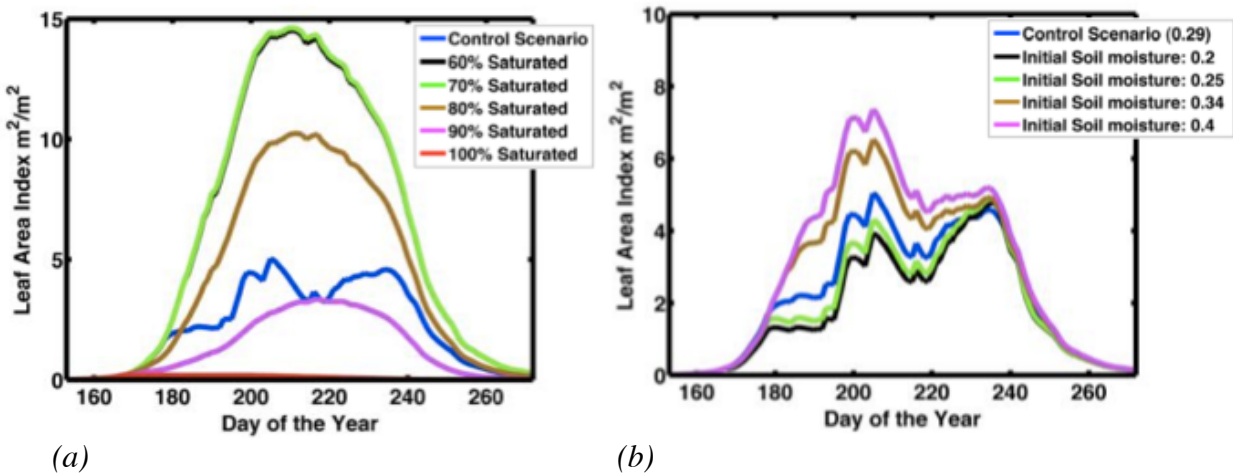 15
10
5
0
Leaf Area Index m²/m²
160 180 200 220 240 260
Day of the Year
Control Scenario
60% Saturated
70% Saturated
80% Saturated
90% Saturated
100% Saturated
(a)
10
8
6
4
2
0
Leaf Area Index m²/m²
160 180 200 220 240 260
Day of the Year
Control Scenario (0.29)
Initial Soil moisture: 0.2
Initial Soil moisture: 0.25
Initial Soil moisture: 0.34
Initial Soil moisture: 0.4
(b)